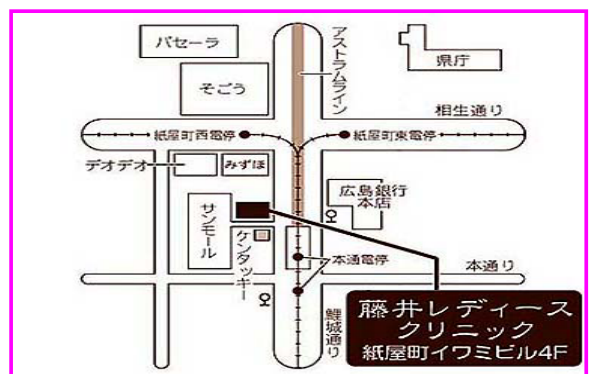 パセーラ
そごう
アストラムライン
県庁
相生通り
紙屋町西電停
紙屋町東電停
デオデオ
みずほ
広島銀行
本店
サンモール
ケンタッキー
本通電停
本通り
鯉城通り
藤井レディース
クリニック
紙屋町イワミビル4F